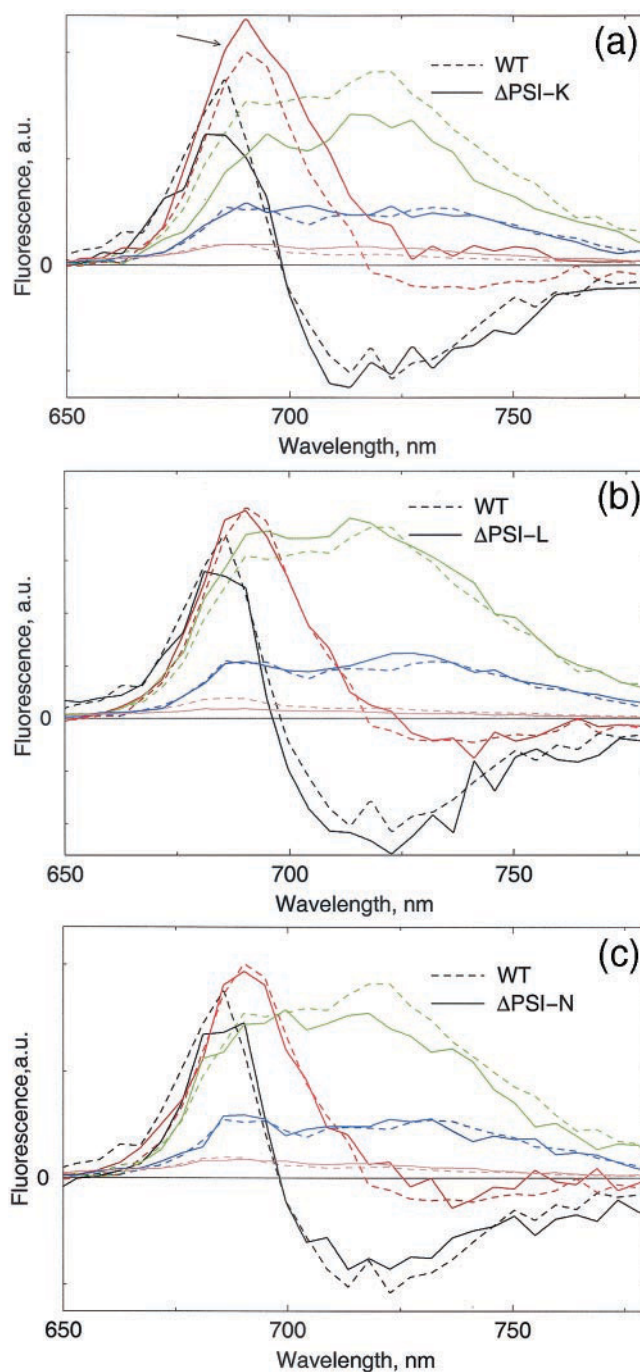 (a)
WT
ΔPSI–K
Fluorescence, a.u.
0
650 700 750
Wavelength, nm
(b)
WT
ΔPSI–L
Fluorescence, a.u.
0
650 700 750
Wavelength, nm
(c)
WT
ΔPSI–N
Fluorescence,a.u.
0
650 700 750
Wavelength, nm